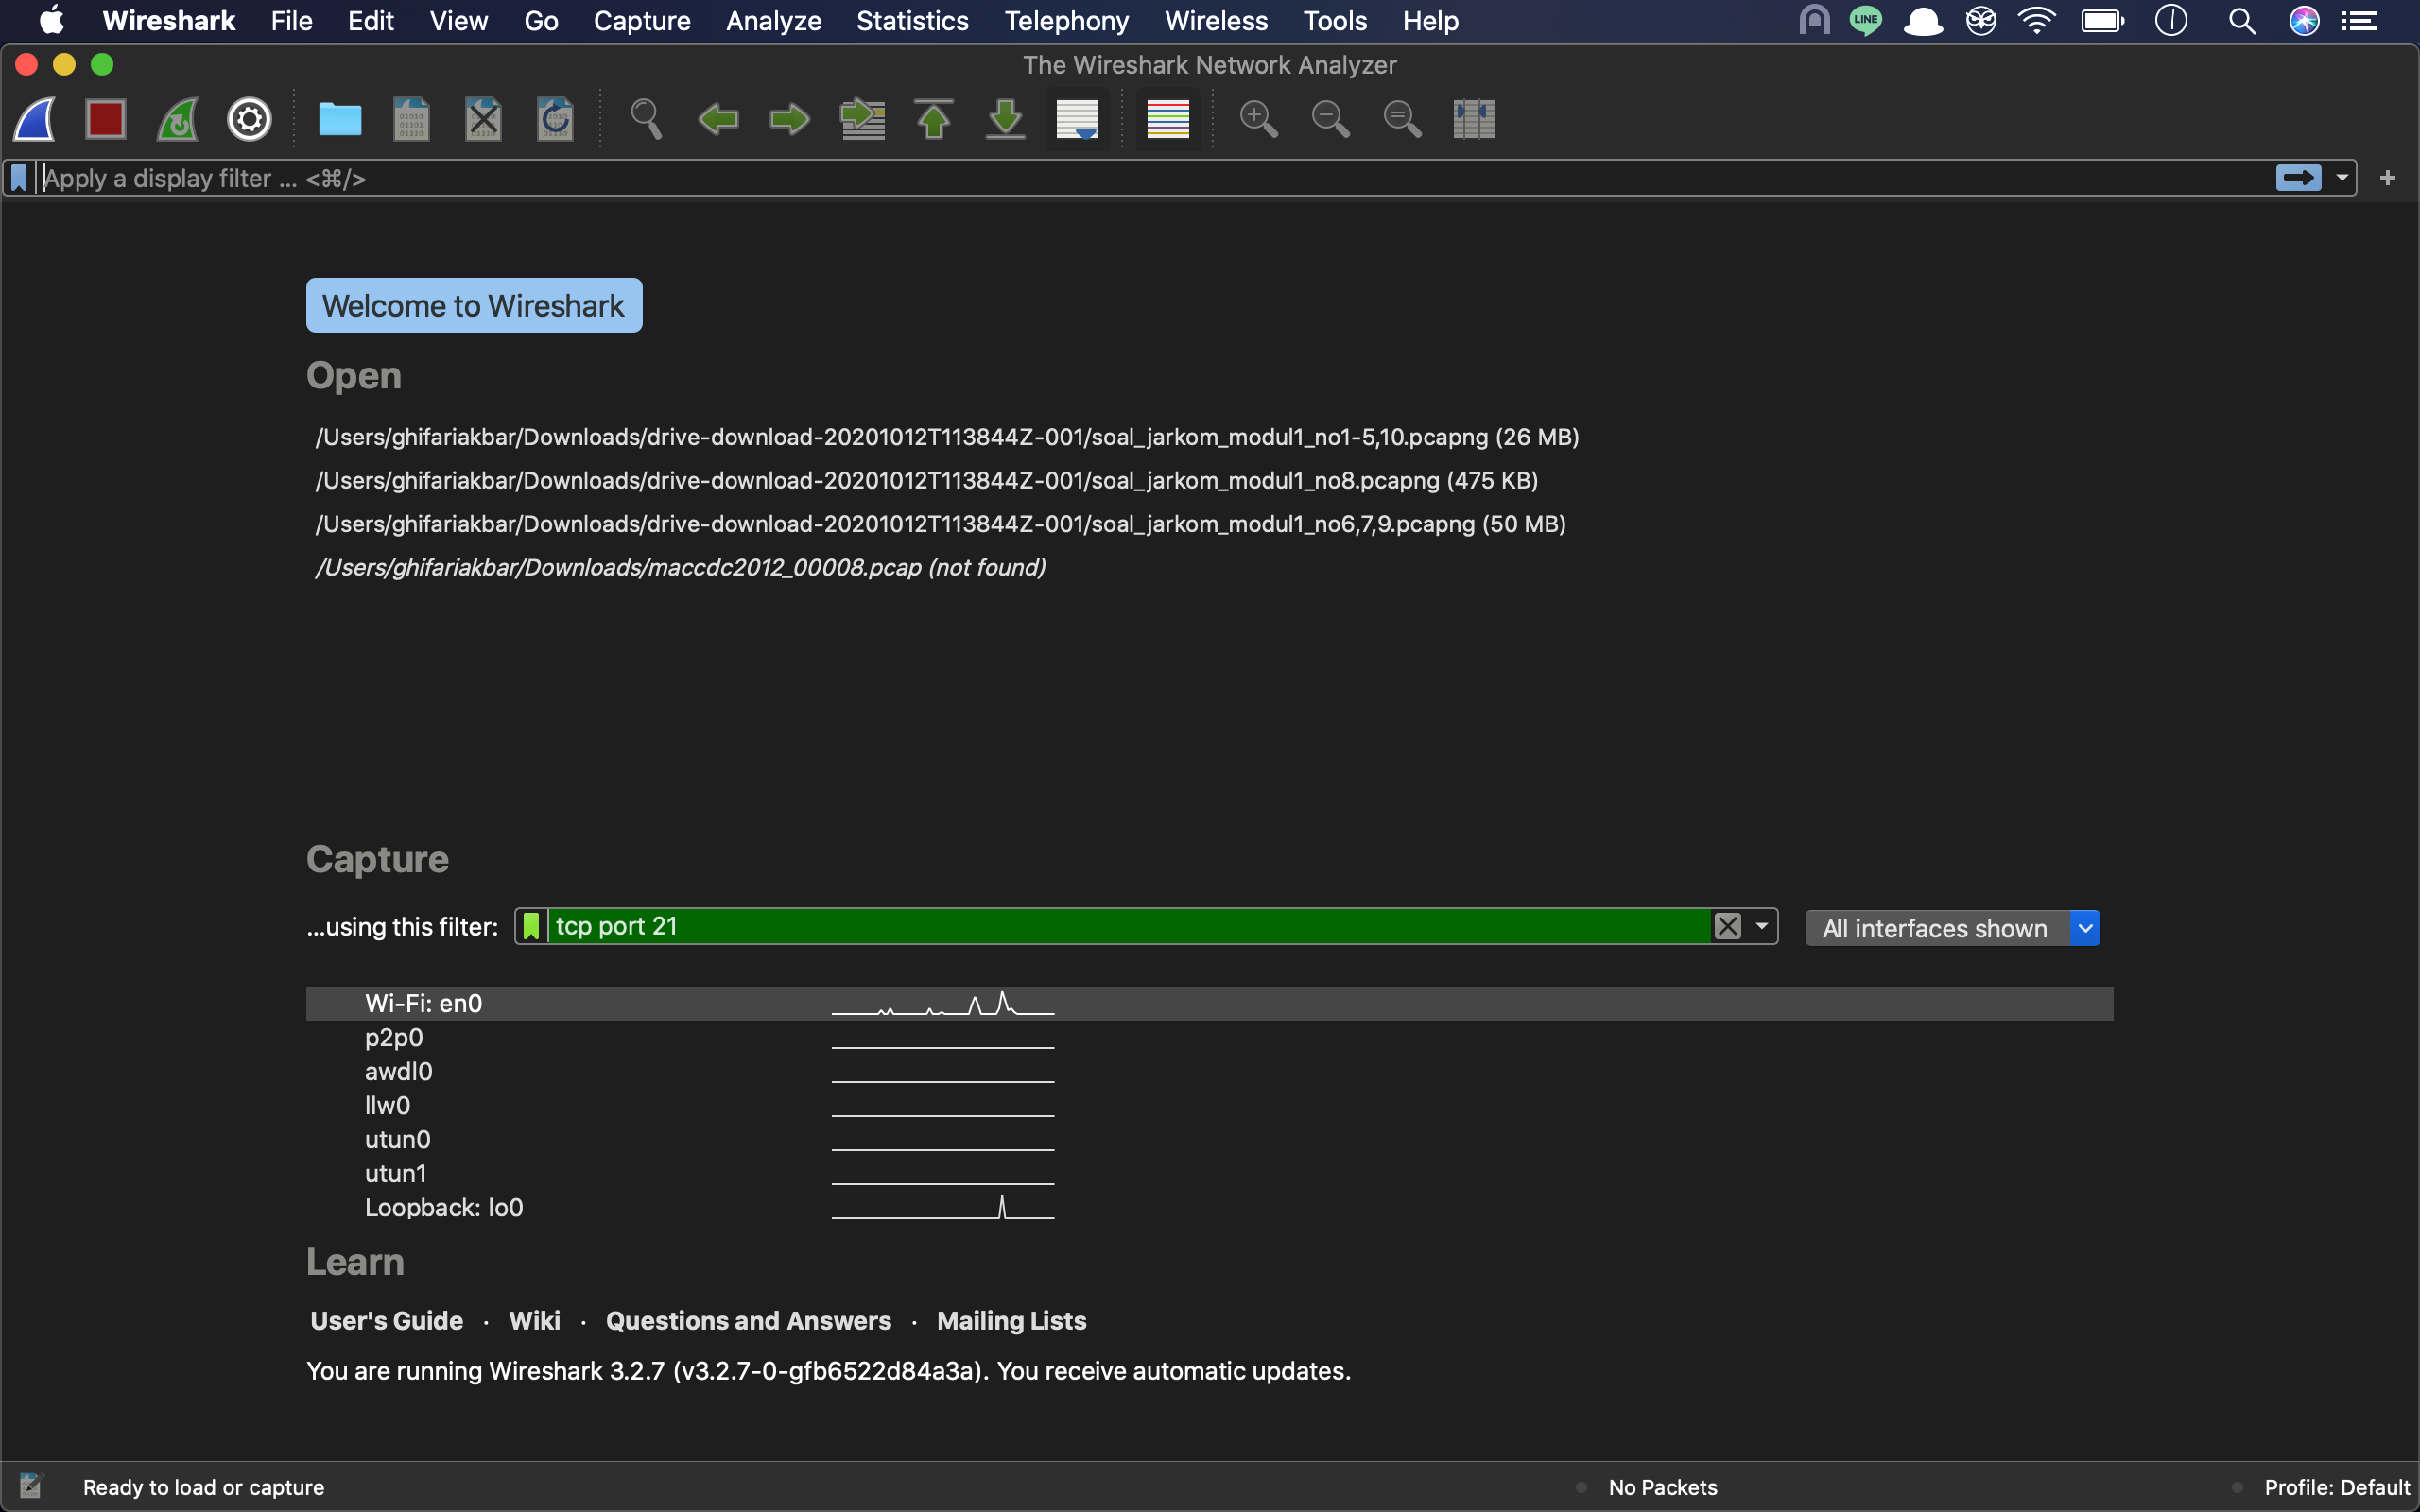 Wireshark File Edit View Go Capture Analyze Statistics Telephony Wireless Tools Help LINE
The Wireshark Network Analyzer
Apply a display filter ... <⌘/>
Welcome to Wireshark
Open
/Users/ghifariakbar/Downloads/drive-download-20201012T113844Z-001/soal_jarkom_modul1_no1-5,10.pcapng (26 MB)
/Users/ghifariakbar/Downloads/drive-download-20201012T113844Z-001/soal_jarkom_modul1_no8.pcapng (475 KB)
/Users/ghifariakbar/Downloads/drive-download-20201012T113844Z-001/soal_jarkom_modul1_no6,7,9.pcapng (50 MB)
/Users/ghifariakbar/Downloads/maccdc2012_00008.pcap (not found)
Capture
...using this filter: tcp port 21 All interfaces shown
Wi-Fi: en0
p2p0
awdl0
llw0
utun0
utun1
Loopback: lo0
Learn
User's Guide · Wiki · Questions and Answers · Mailing Lists
You are running Wireshark 3.2.7 (v3.2.7-0-gfb6522d84a3a). You receive automatic updates.
Ready to load or capture No Packets Profile: Default